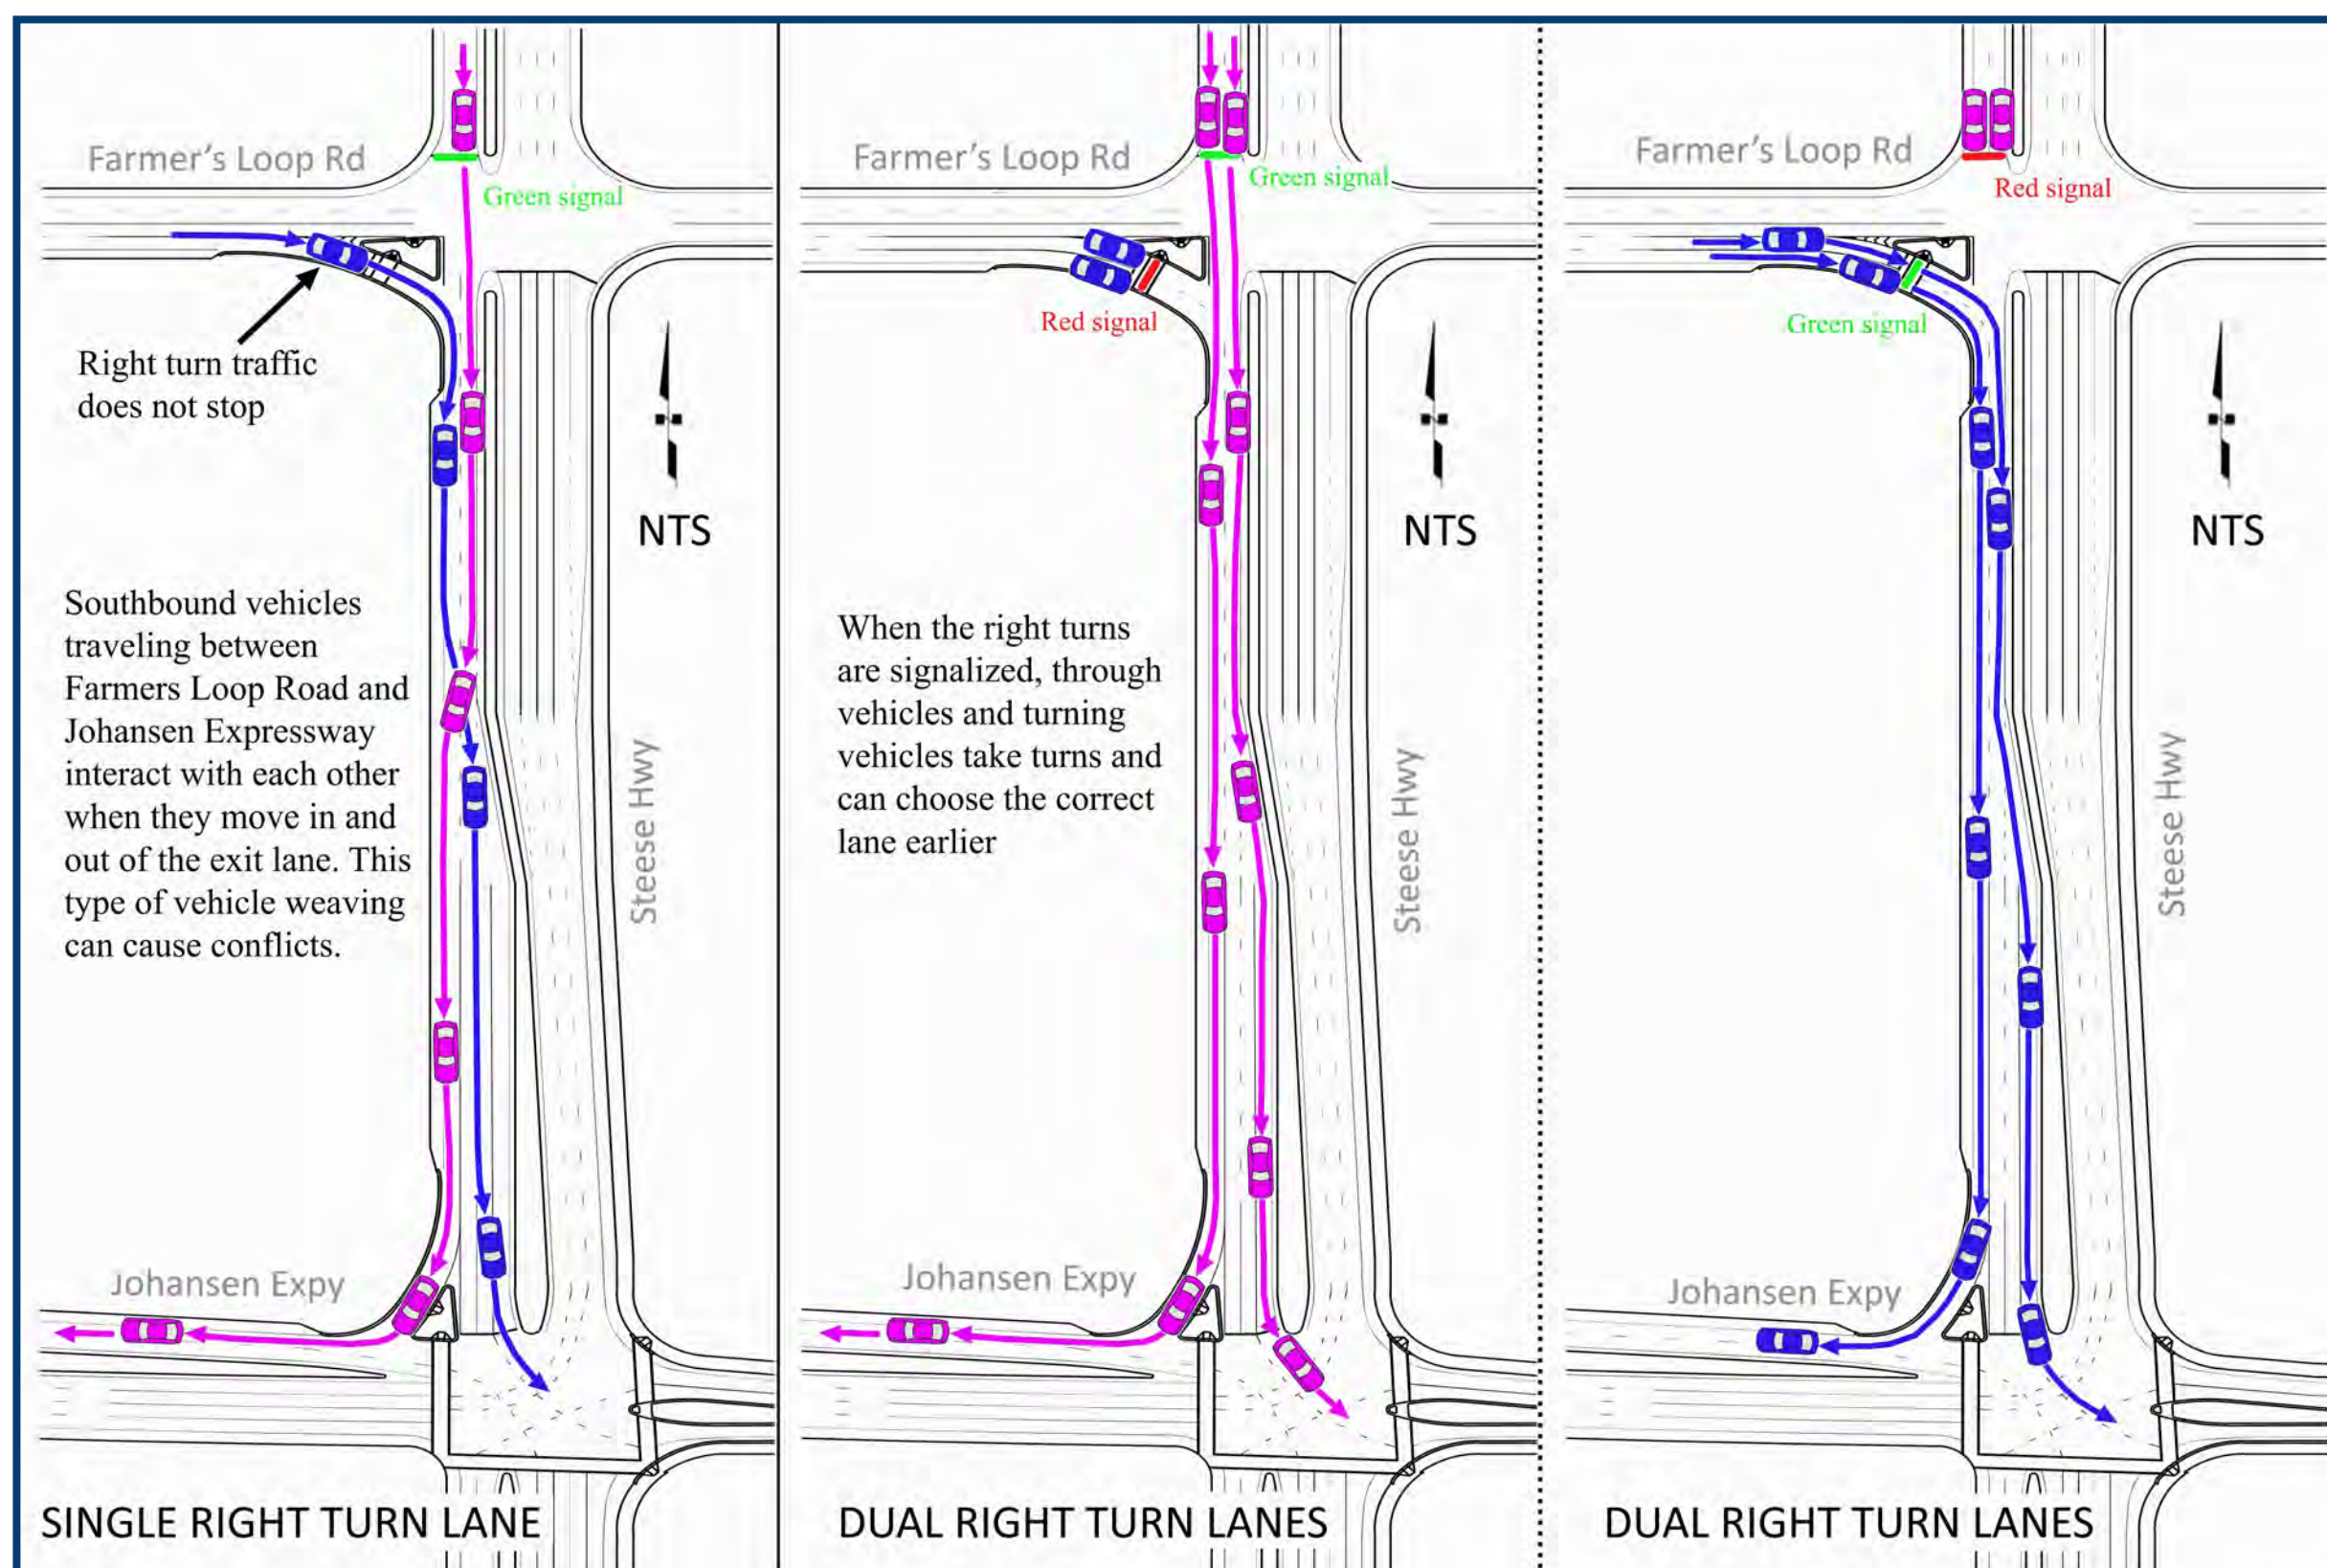 Farmer's Loop Rd
Green signal
Right turn traffic
does not stop
NTS
Southbound vehicles
traveling between
Farmers Loop Road and
Johansen Expressway
interact with each other
when they move in and
out of the exit lane. This
type of vehicle weaving
can cause conflicts.
Steese Hwy
Johansen Expy
SINGLE RIGHT TURN LANE
Farmer's Loop Rd
Green signal
Red signal
NTS
When the right turns
are signalized, through
vehicles and turning
vehicles take turns and
can choose the correct
lane earlier
Steese Hwy
Johansen Expy
DUAL RIGHT TURN LANES
Farmer's Loop Rd
Red signal
Green signal
NTS
Steese Hwy
Johansen Expy
DUAL RIGHT TURN LANES